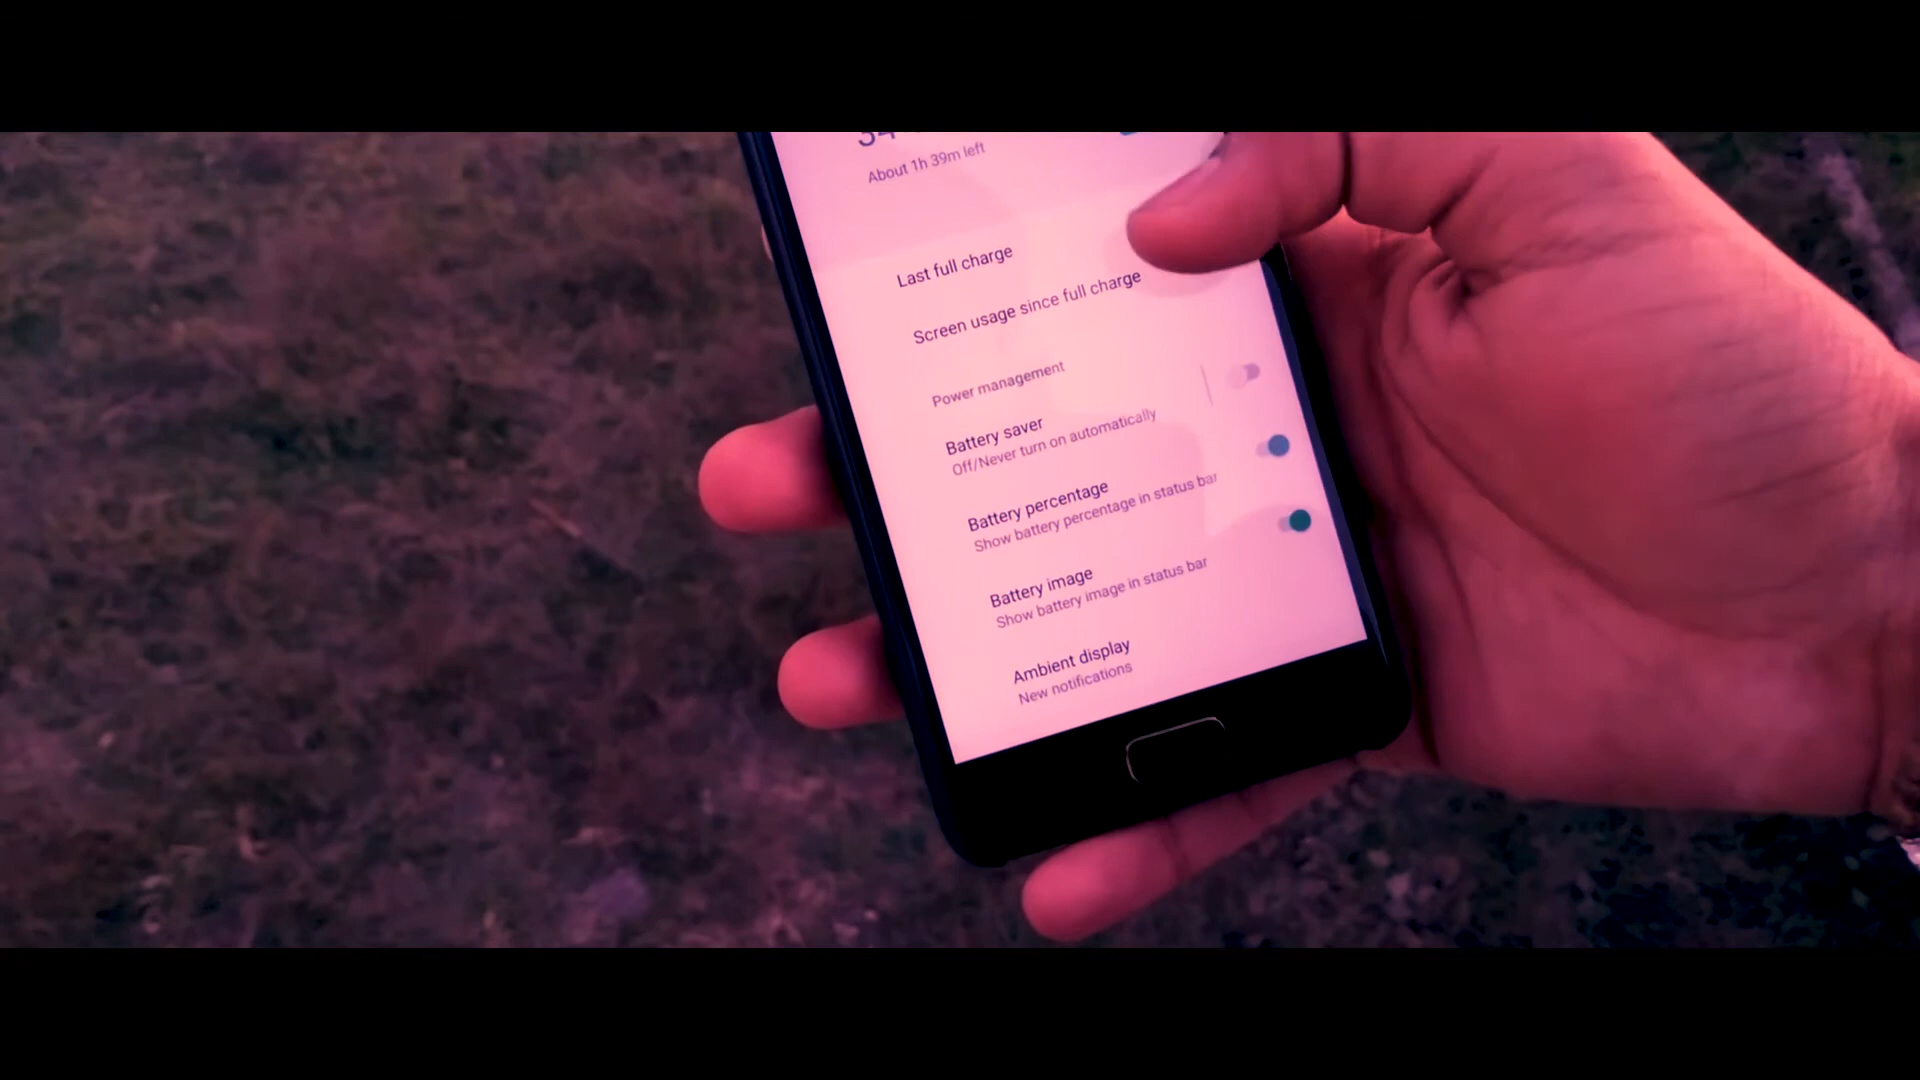 About 1h 39m left
Last full charge
Screen usage since full charge
Power management
Battery saver
Off/Never turn on automatically
Battery percentage
Show battery percentage in status bar
Battery image
Show battery image in status bar
Ambient display
New notifications